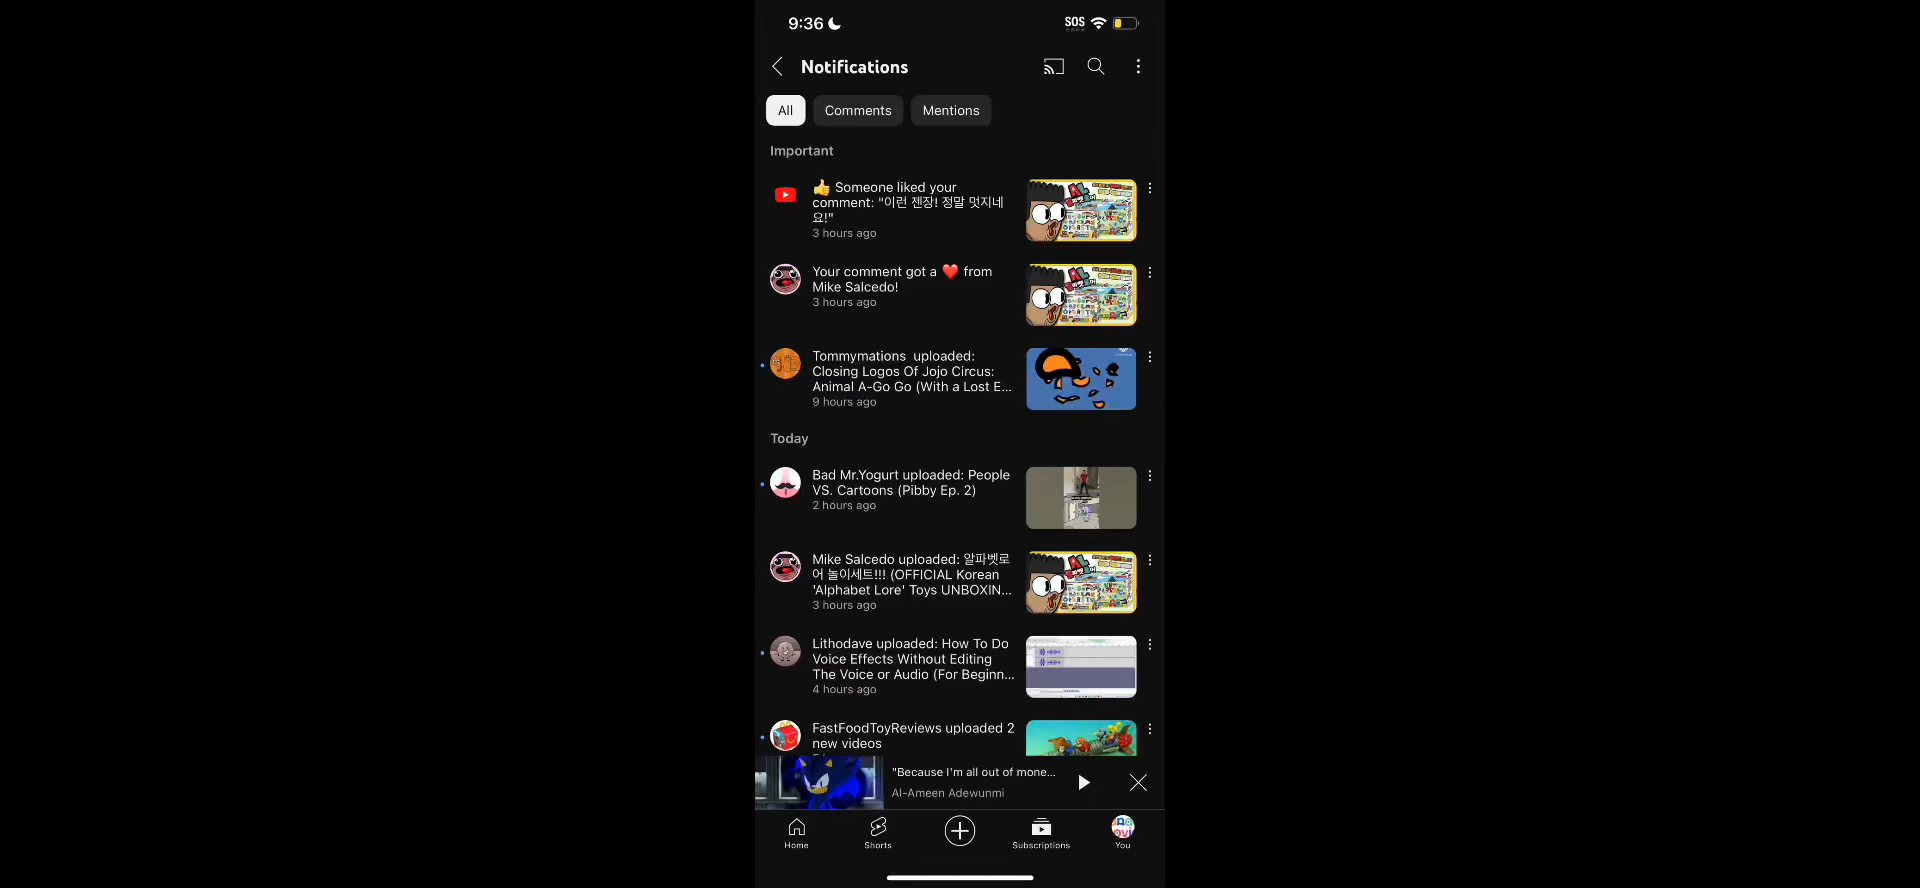 9:36
SOS
Notifications
All
Comments
Mentions
Important
👍 Someone liked your
comment: "이런 젠장! 정말 멋지네
요!"
3 hours ago
Your comment got a ❤️ from
Mike Salcedo!
3 hours ago
Tommymations uploaded:
Closing Logos Of Jojo Circus:
Animal A-Go Go (With a Lost E...
9 hours ago
Today
Bad Mr.Yogurt uploaded: People
VS. Cartoons (Pibby Ep. 2)
2 hours ago
Mike Salcedo uploaded: 알파벳로
어 놀이세트!!! (OFFICIAL Korean
'Alphabet Lore' Toys UNBOXIN...
3 hours ago
Lithodave uploaded: How To Do
Voice Effects Without Editing
The Voice or Audio (For Beginn...
4 hours ago
FastFoodToyReviews uploaded 2
new videos
"Because I'm all out of mone...
Al-Ameen Adewunmi
Home
Shorts
Subscriptions
You